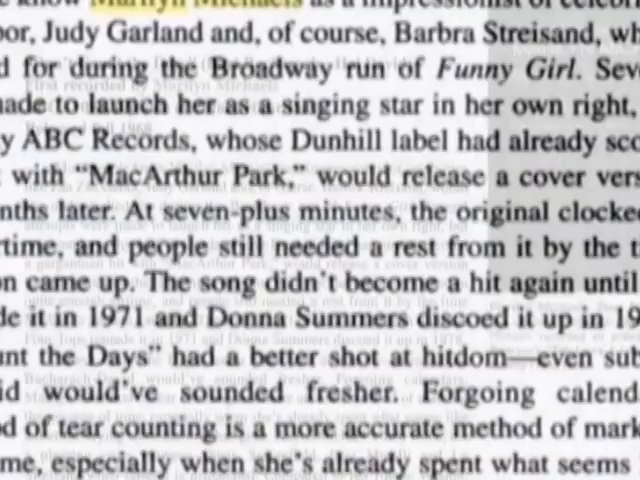 Marilyn Michaels as a impressionist of
or, Judy Garland and, of course, Barbra Streisand, wh
d for during the Broadway run of Funny Girl. Seve
nade to launch her as a singing star in her own right,
y ABC Records, whose Dunhill label had already sco
with “MacArthur Park,” would release a cover vers
nths later. At seven-plus minutes, the original clocke
time, and people still needed a rest from it by the t
on came up. The song didn’t become a hit again until
de it in 1971 and Donna Summers discoed it up in 19
unt the Days” had a better shot at hitdom—even sub
id would’ve sounded fresher. Forgoing calend
od of tear counting is a more accurate method of mark
me, especially when she’s already spent what seems